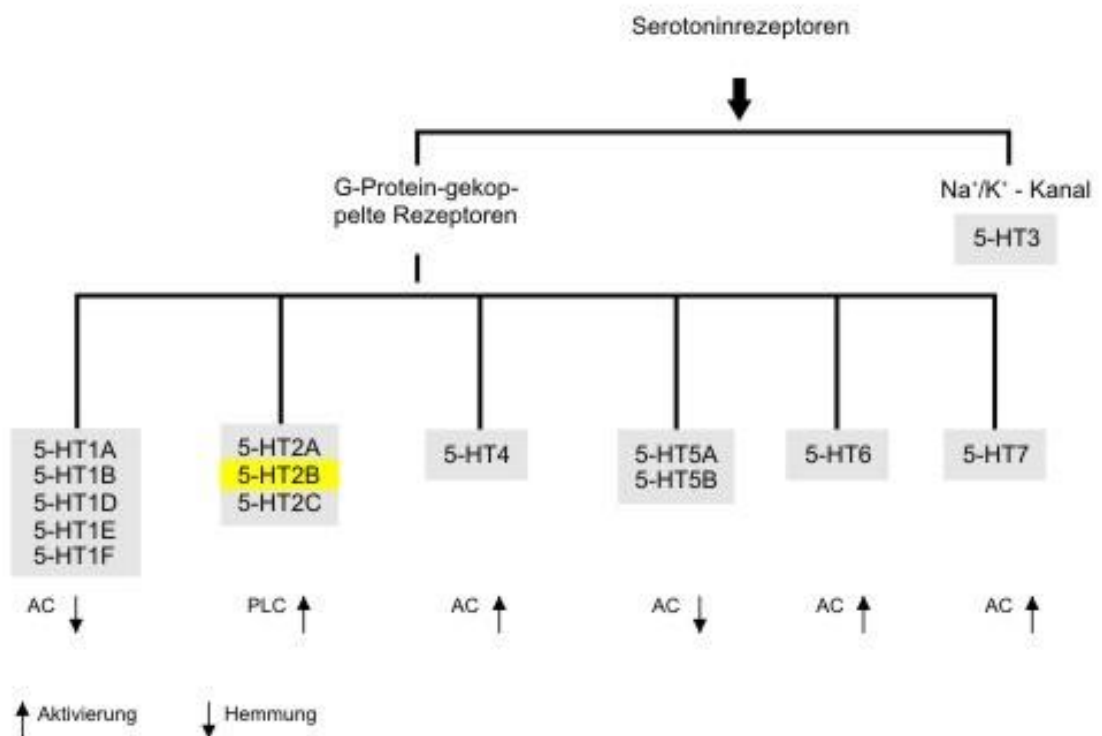 Serotoninrezeptoren
G-Protein-gekop-
pelte Rezeptoren
Na⁺/K⁺ - Kanal
5-HT3
5-HT1A
5-HT1B
5-HT1D
5-HT1E
5-HT1F
5-HT2A
5-HT2B
5-HT2C
5-HT4
5-HT5A
5-HT5B
5-HT6
5-HT7
AC ↓
PLC ↑
AC ↑
AC ↓
AC ↑
AC ↑
↑ Aktivierung
↓ Hemmung